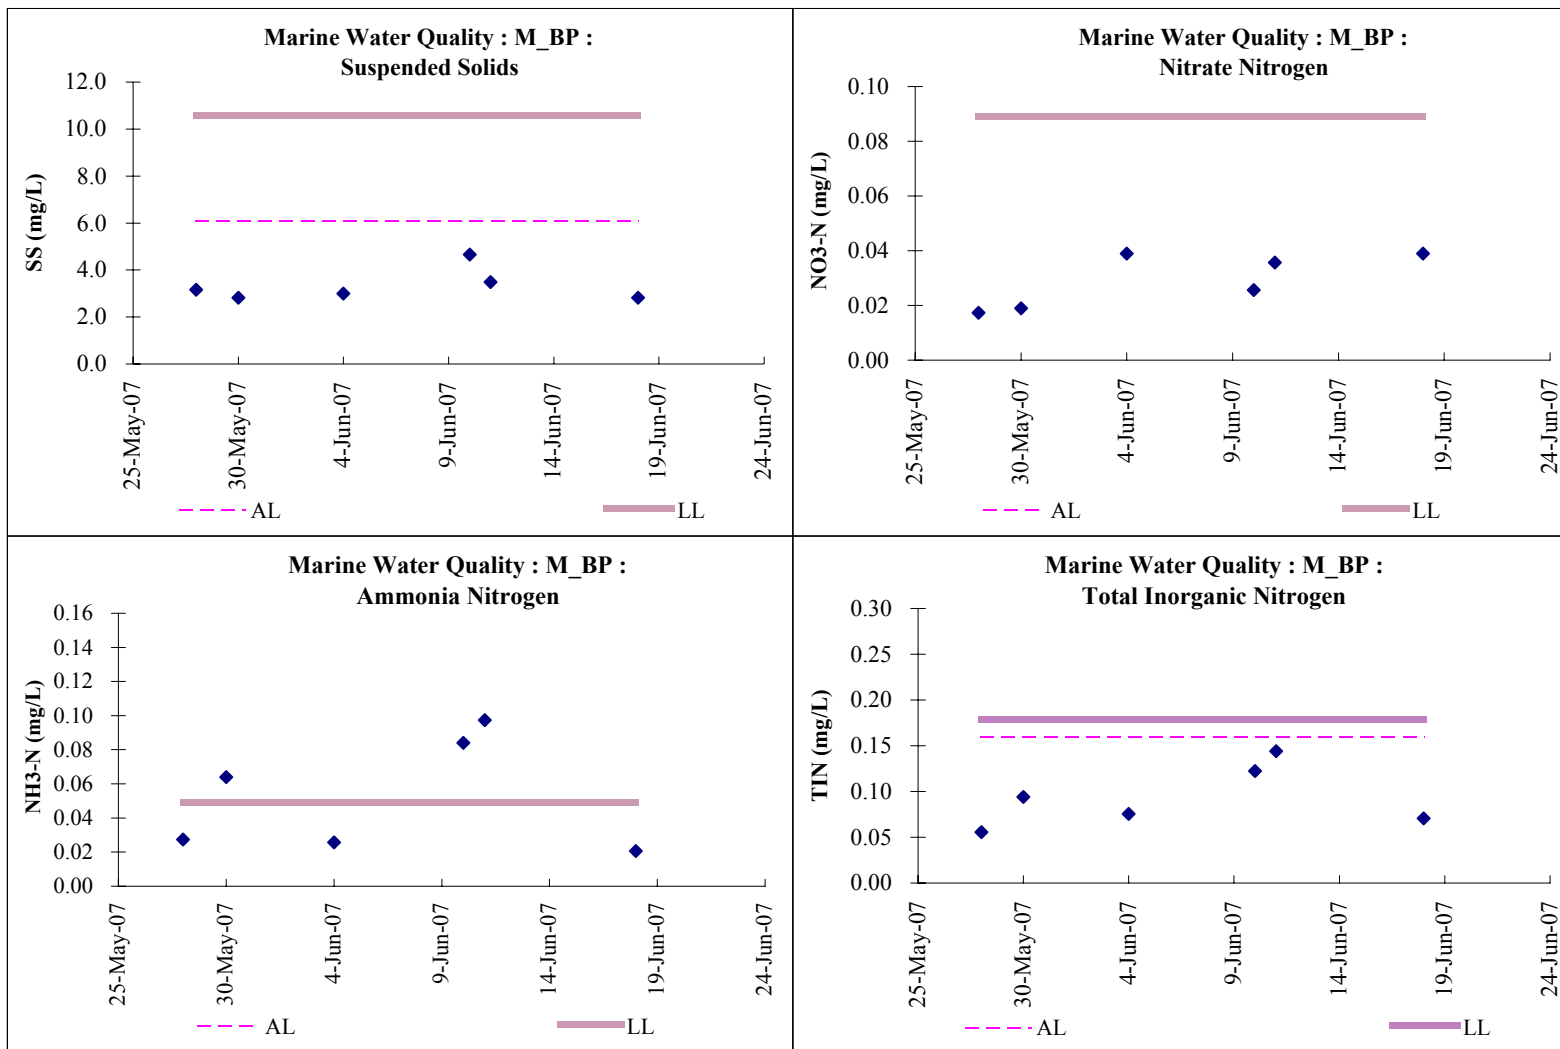 Marine Water Quality : M_BP :
Suspended Solids
12.0
10.0
8.0
6.0
4.0
2.0
0.0
SS (mg/L)
25-May-07
30-May-07
4-Jun-07
9-Jun-07
14-Jun-07
19-Jun-07
24-Jun-07
AL
LL
Marine Water Quality : M_BP :
Nitrate Nitrogen
0.10
0.08
0.06
0.04
0.02
0.00
NO3-N (mg/L)
25-May-07
30-May-07
4-Jun-07
9-Jun-07
14-Jun-07
19-Jun-07
24-Jun-07
AL
LL
Marine Water Quality : M_BP :
Ammonia Nitrogen
0.16
0.14
0.12
0.10
0.08
0.06
0.04
0.02
0.00
NH3-N (mg/L)
25-May-07
30-May-07
4-Jun-07
9-Jun-07
14-Jun-07
19-Jun-07
24-Jun-07
AL
LL
Marine Water Quality : M_BP :
Total Inorganic Nitrogen
0.30
0.25
0.20
0.15
0.10
0.05
0.00
TIN (mg/L)
25-May-07
30-May-07
4-Jun-07
9-Jun-07
14-Jun-07
19-Jun-07
24-Jun-07
AL
LL